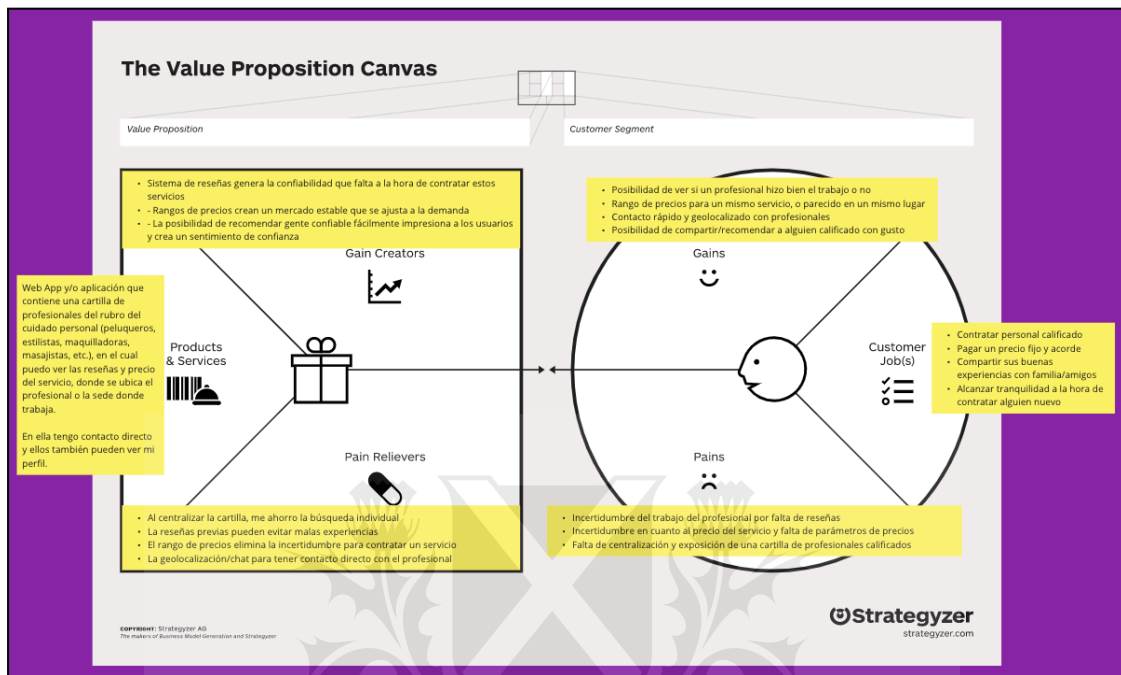 The Value Proposition Canvas
Value Proposition
Customer Segment
• Sistema de reseñas genera la confiabilidad que falta a la hora de contratar estos
servicios
• - Rangos de precios crean un mercado estable que se ajusta a la demanda
• - La posibilidad de recomendar gente confiable fácilmente impresiona a los usuarios
y crea un sentimiento de confianza
Gain Creators
Web App y/o aplicación que
contiene una cartilla de
profesionales del rubro del
cuidado personal (peluqueros,
estilistas, maquilladoras,
masajistas, etc.), en el cual
puedo ver las reseñas y precio
del servicio, donde se ubica el
profesional o la sede donde
trabaja.
En ella tengo contacto directo
y ellos también pueden ver mi
perfil.
Products
& Services
Pain Relievers
• Al centralizar la cartilla, me ahorro la búsqueda individual
• La reseñas previas pueden evitar malas experiencias
• El rango de precios elimina la incertidumbre para contratar un servicio
• La geolocalización/chat para tener contacto directo con el profesional
• Posibilidad de ver si un profesional hizo bien el trabajo o no
• Rango de precios para un mismo servicio, o parecido en un mismo lugar
• Contacto rápido y geolocalizado con profesionales
• Posibilidad de compartir/recomendar a alguien calificado con gusto
Gains
Customer
Job(s)
• Contratar personal calificado
• Pagar un precio fijo y acorde
• Compartir sus buenas
experiencias con familia/amigos
• Alcanzar tranquilidad a la hora de
contratar alguien nuevo
Pains
• Incertidumbre del trabajo del profesional por falta de reseñas
• Incertidumbre en cuanto al precio del servicio y falta de parámetros de precios
• Falta de centralización y exposición de una cartilla de profesionales calificados
COPYRIGHT: Strategyzer AG
The makers of Business Model Generation and Strategyzer
Strategyzer
strategyzer.com